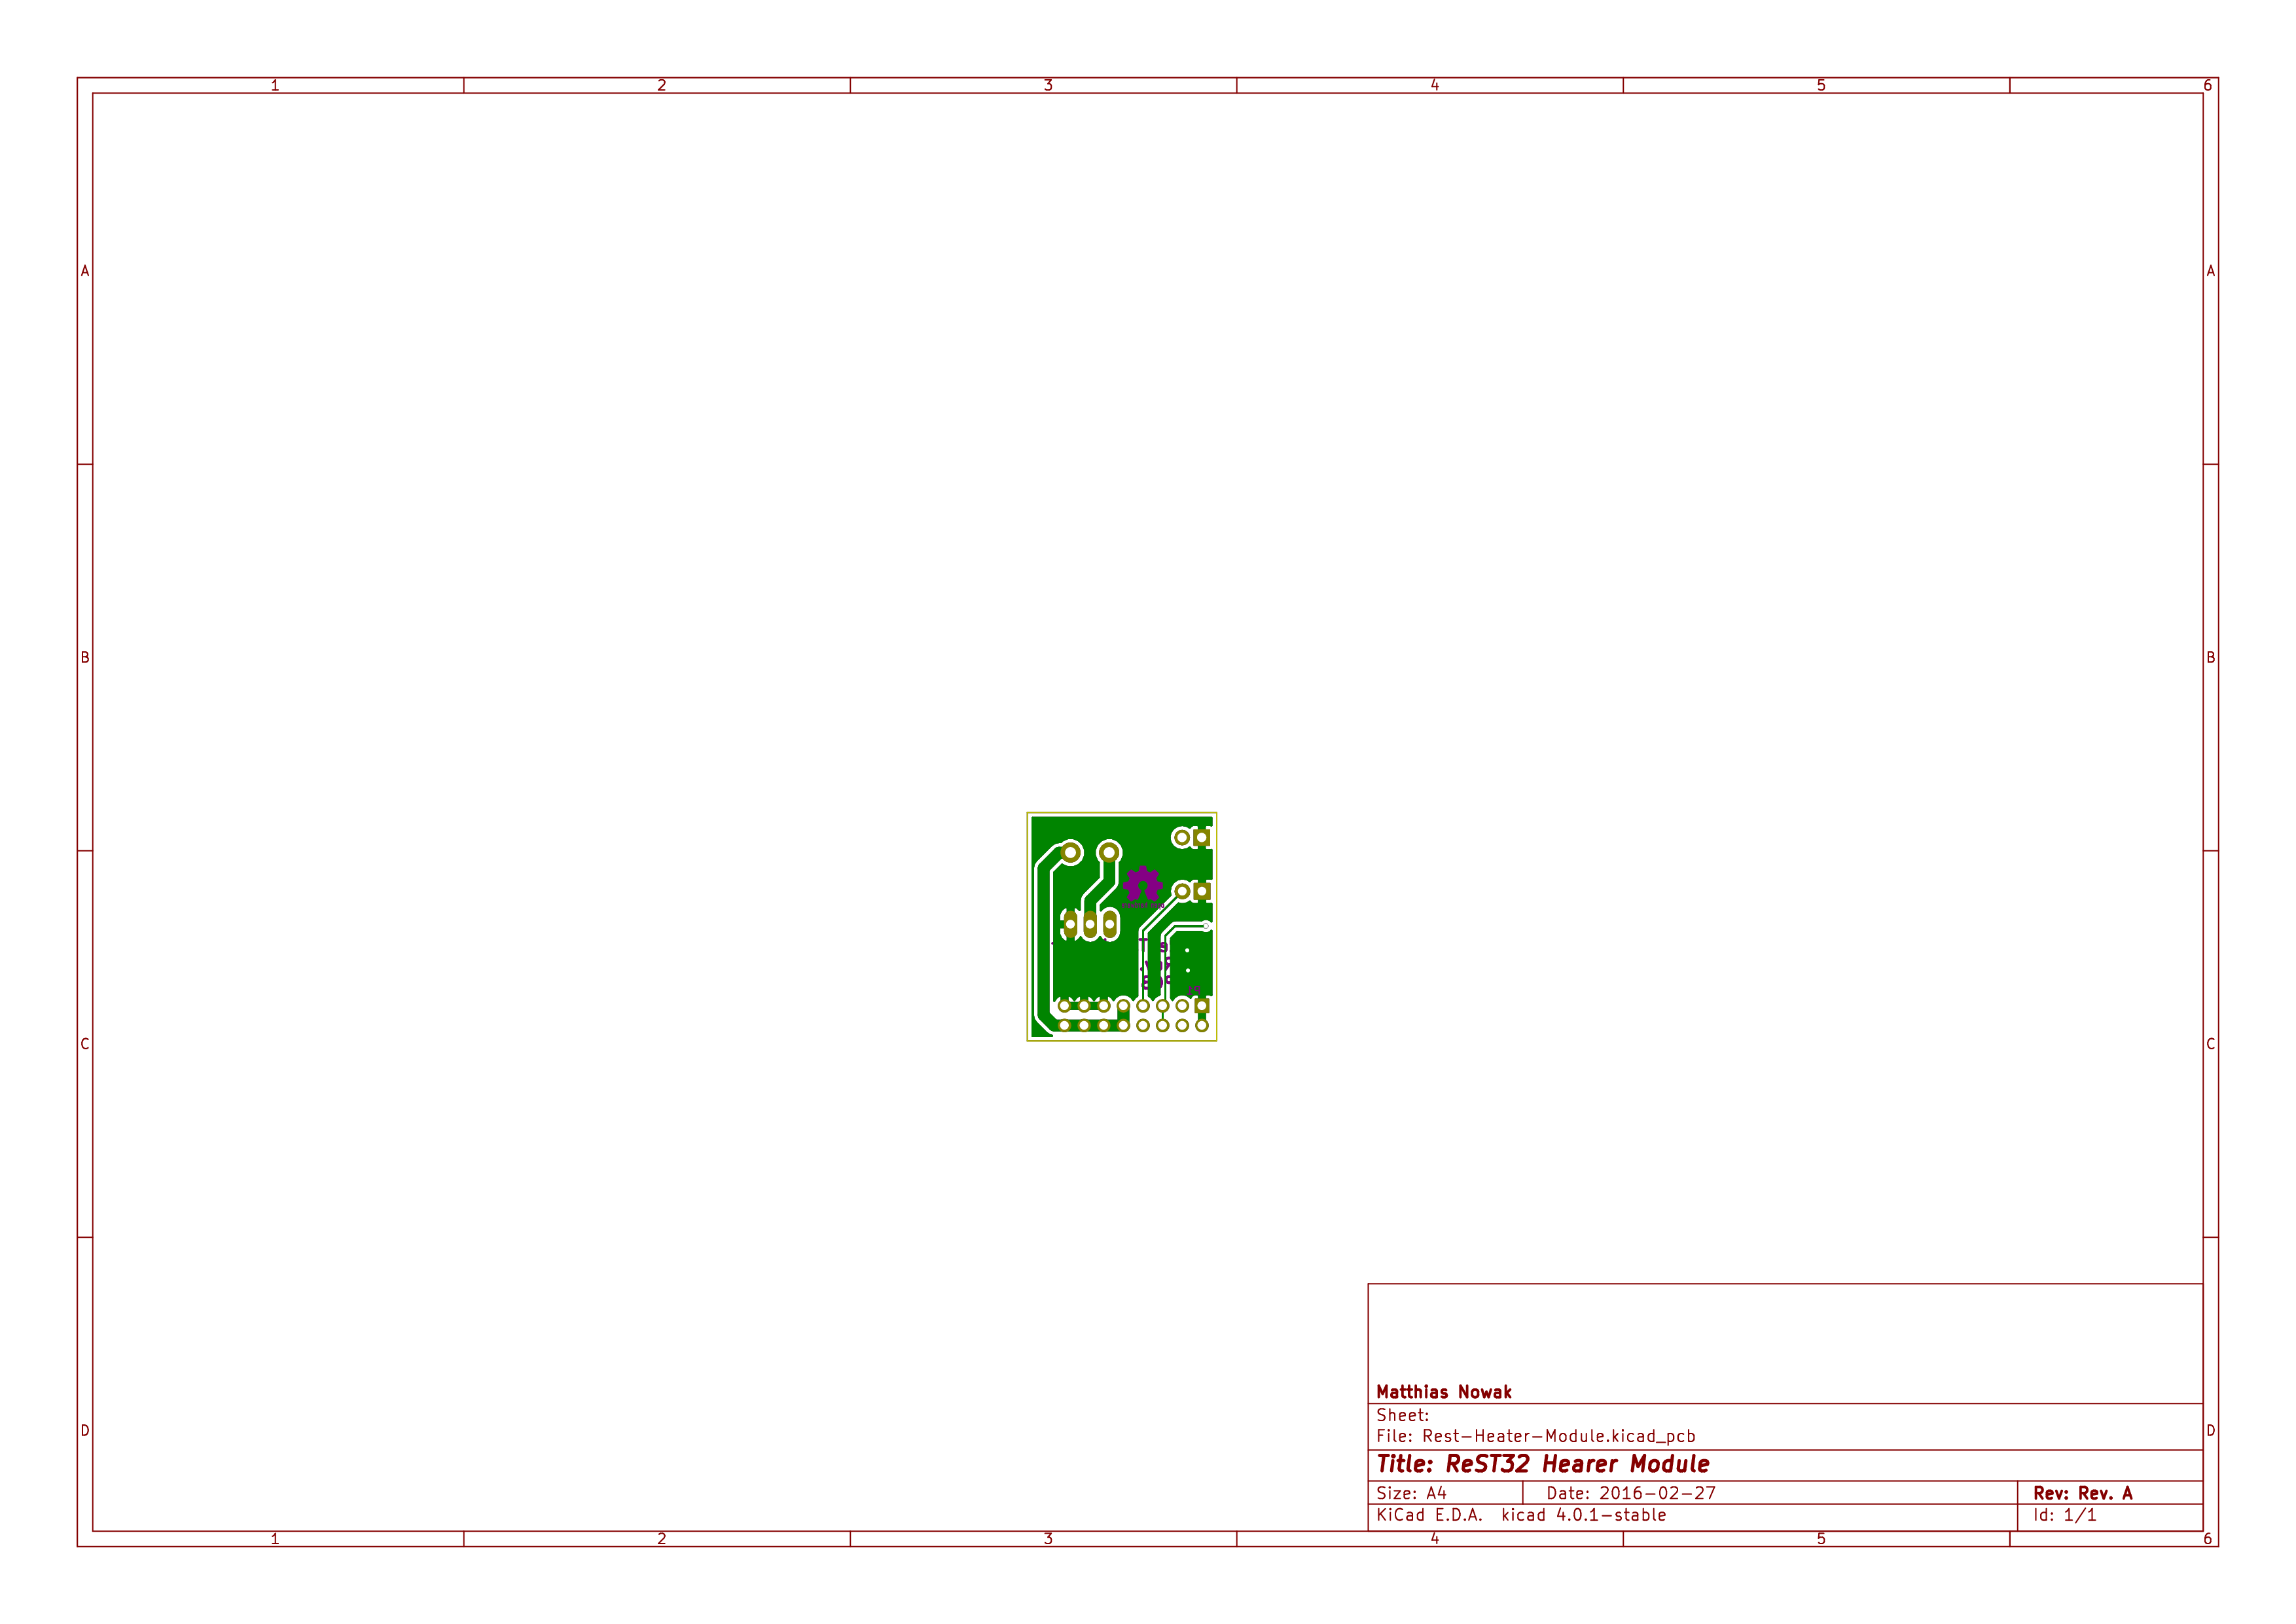 1 2 3 4 5 6
A A
B B
C C
P1
D D
Matthias Nowak
Sheet:
File: Rest-Heater-Module.kicad_pcb
Title: ReST32 Hearer Module
Size: A4 Date: 2016-02-27 Rev: Rev. A
KiCad E.D.A. kicad 4.0.1-stable Id: 1/1
1 2 3 4 5 6